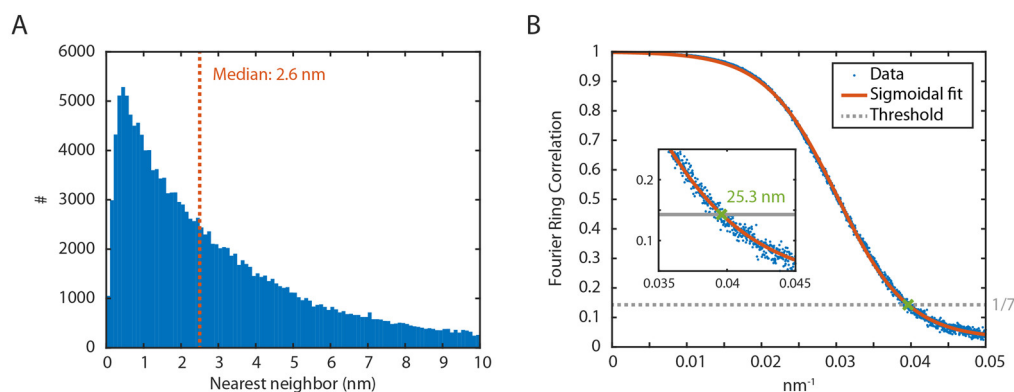 A
6000
5000
4000
3000
2000
1000
0
#
Median: 2.6 nm
0 1 2 3 4 5 6 7 8 9 10
Nearest neighbor (nm)
B
1
0.9
0.8
0.7
0.6
0.5
0.4
0.3
0.2
0.1
0
Fourier Ring Correlation
Data
Sigmoidal fit
Threshold
0.2
0.1
25.3 nm
0.035 0.04 0.045
1/7
0 0.01 0.02 0.03 0.04 0.05
nm⁻¹